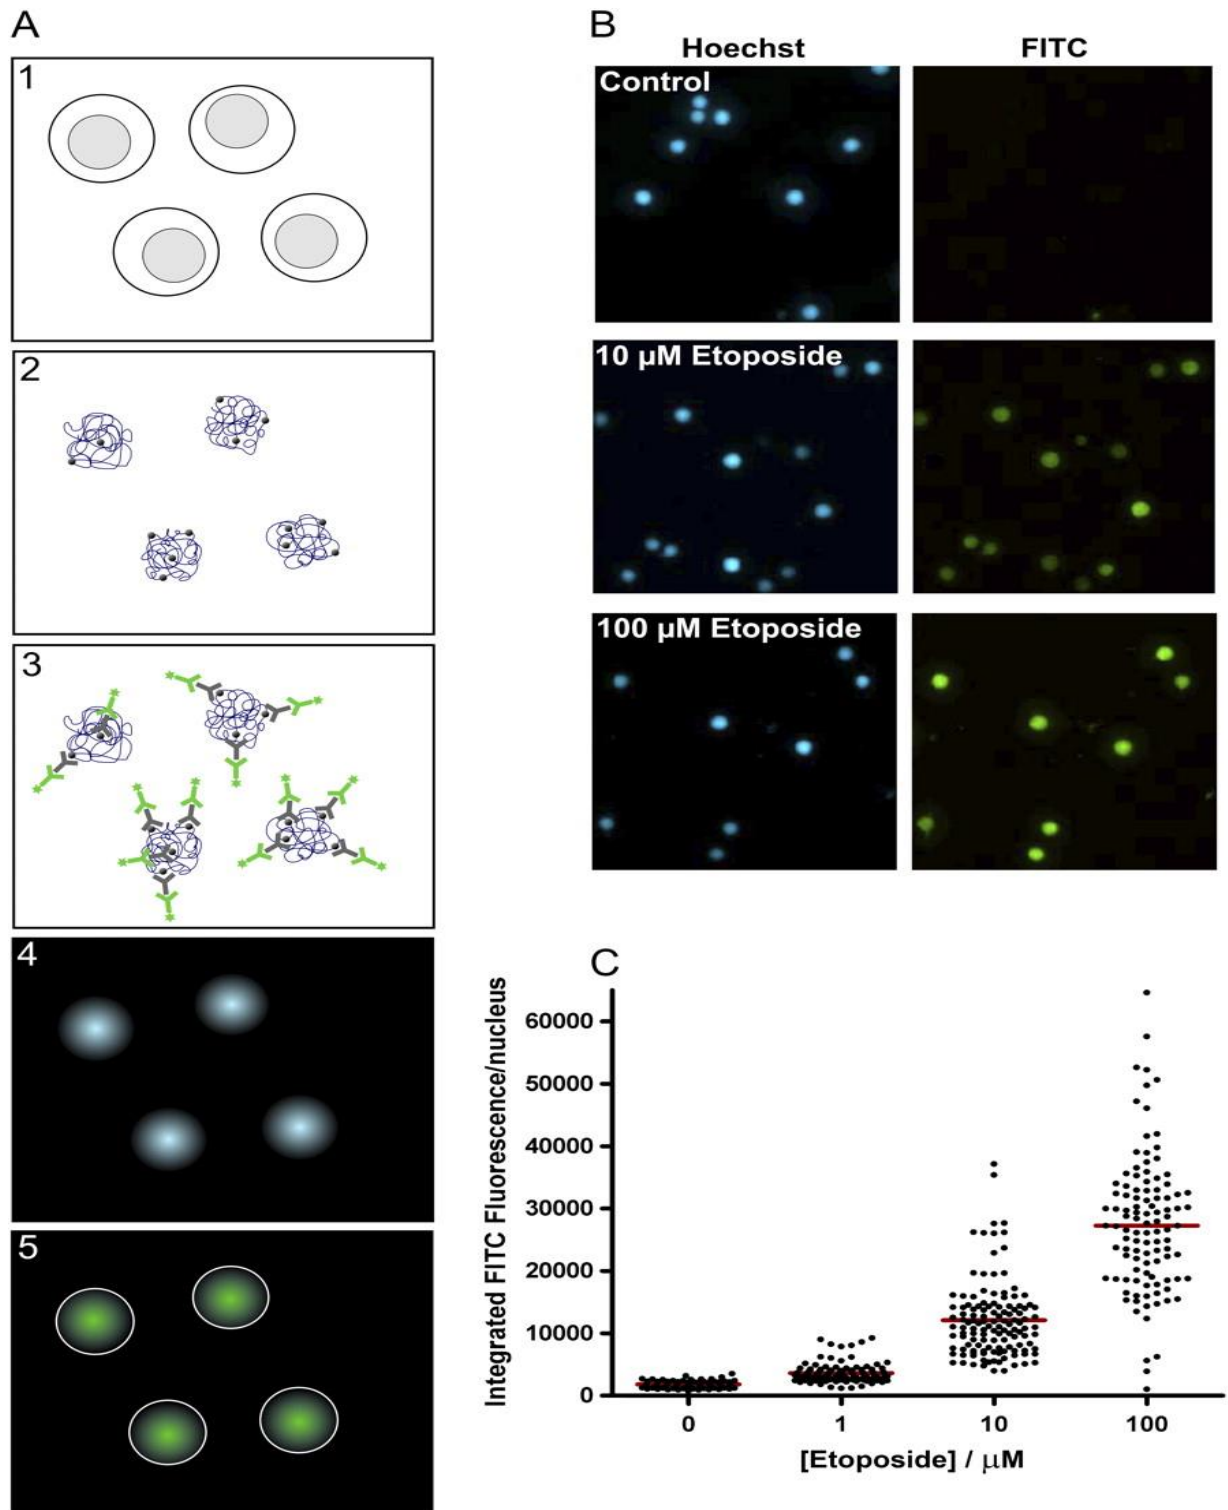 A
1
2
3
4
5
B
Hoechst FITC
Control
10 µM Etoposide
100 µM Etoposide
C
Integrated FITC Fluorescence/nucleus
60000
50000
40000
30000
20000
10000
0
0 1 10 100
[Etoposide] / µM